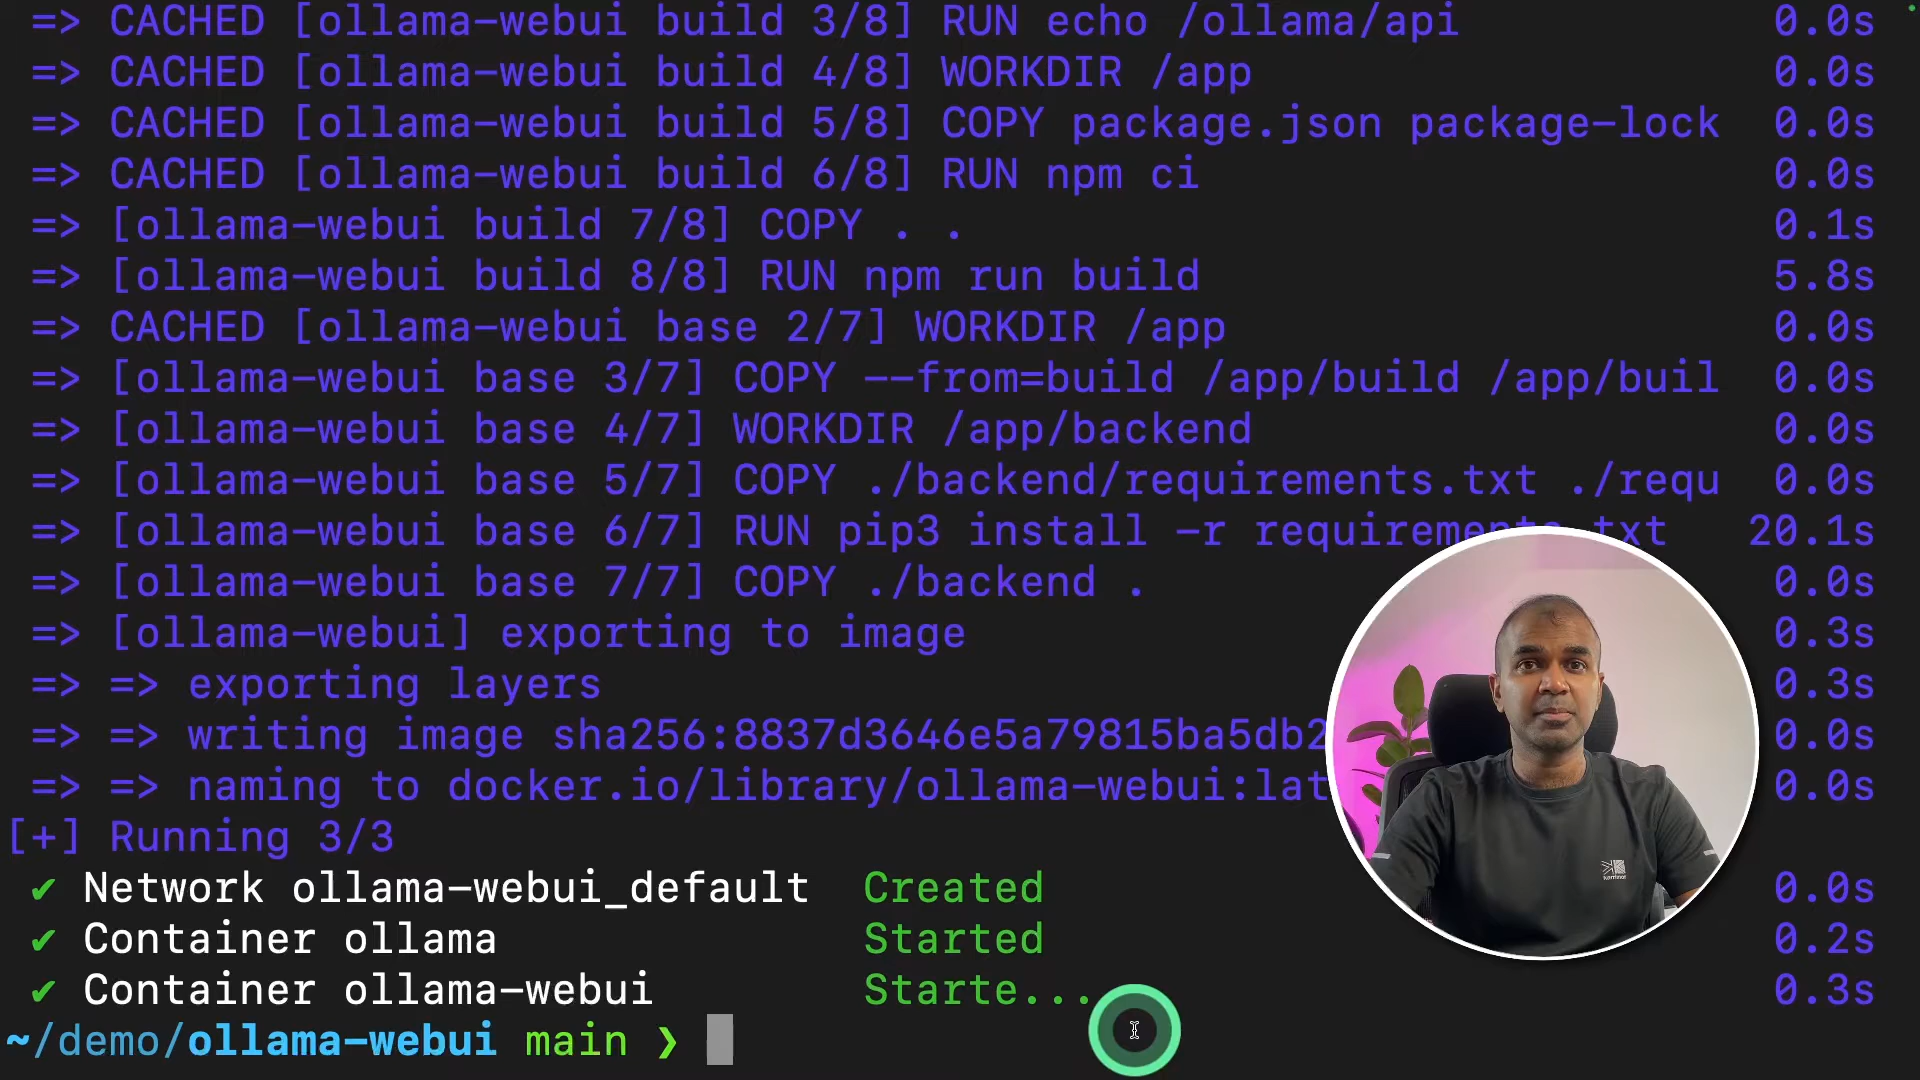 => CACHED [ollama-webui build 3/8] RUN echo /ollama/api 0.0s
=> CACHED [ollama-webui build 4/8] WORKDIR /app 0.0s
=> CACHED [ollama-webui build 5/8] COPY package.json package-lock 0.0s
=> CACHED [ollama-webui build 6/8] RUN npm ci 0.0s
=> [ollama-webui build 7/8] COPY . . 0.1s
=> [ollama-webui build 8/8] RUN npm run build 5.8s
=> CACHED [ollama-webui base 2/7] WORKDIR /app 0.0s
=> [ollama-webui base 3/7] COPY --from=build /app/build /app/buil 0.0s
=> [ollama-webui base 4/7] WORKDIR /app/backend 0.0s
=> [ollama-webui base 5/7] COPY ./backend/requirements.txt ./requ 0.0s
=> [ollama-webui base 6/7] RUN pip3 install -r requirements.txt 20.1s
=> [ollama-webui base 7/7] COPY ./backend . 0.0s
=> [ollama-webui] exporting to image 0.3s
=> => exporting layers 0.3s
=> => writing image sha256:8837d3646e5a79815ba5db2 0.0s
=> => naming to docker.io/library/ollama-webui:lat 0.0s
[+] Running 3/3
✔ Network ollama-webui_default Created 0.0s
✔ Container ollama Started 0.2s
✔ Container ollama-webui Starte... 0.3s
~/demo/ollama-webui main ❯